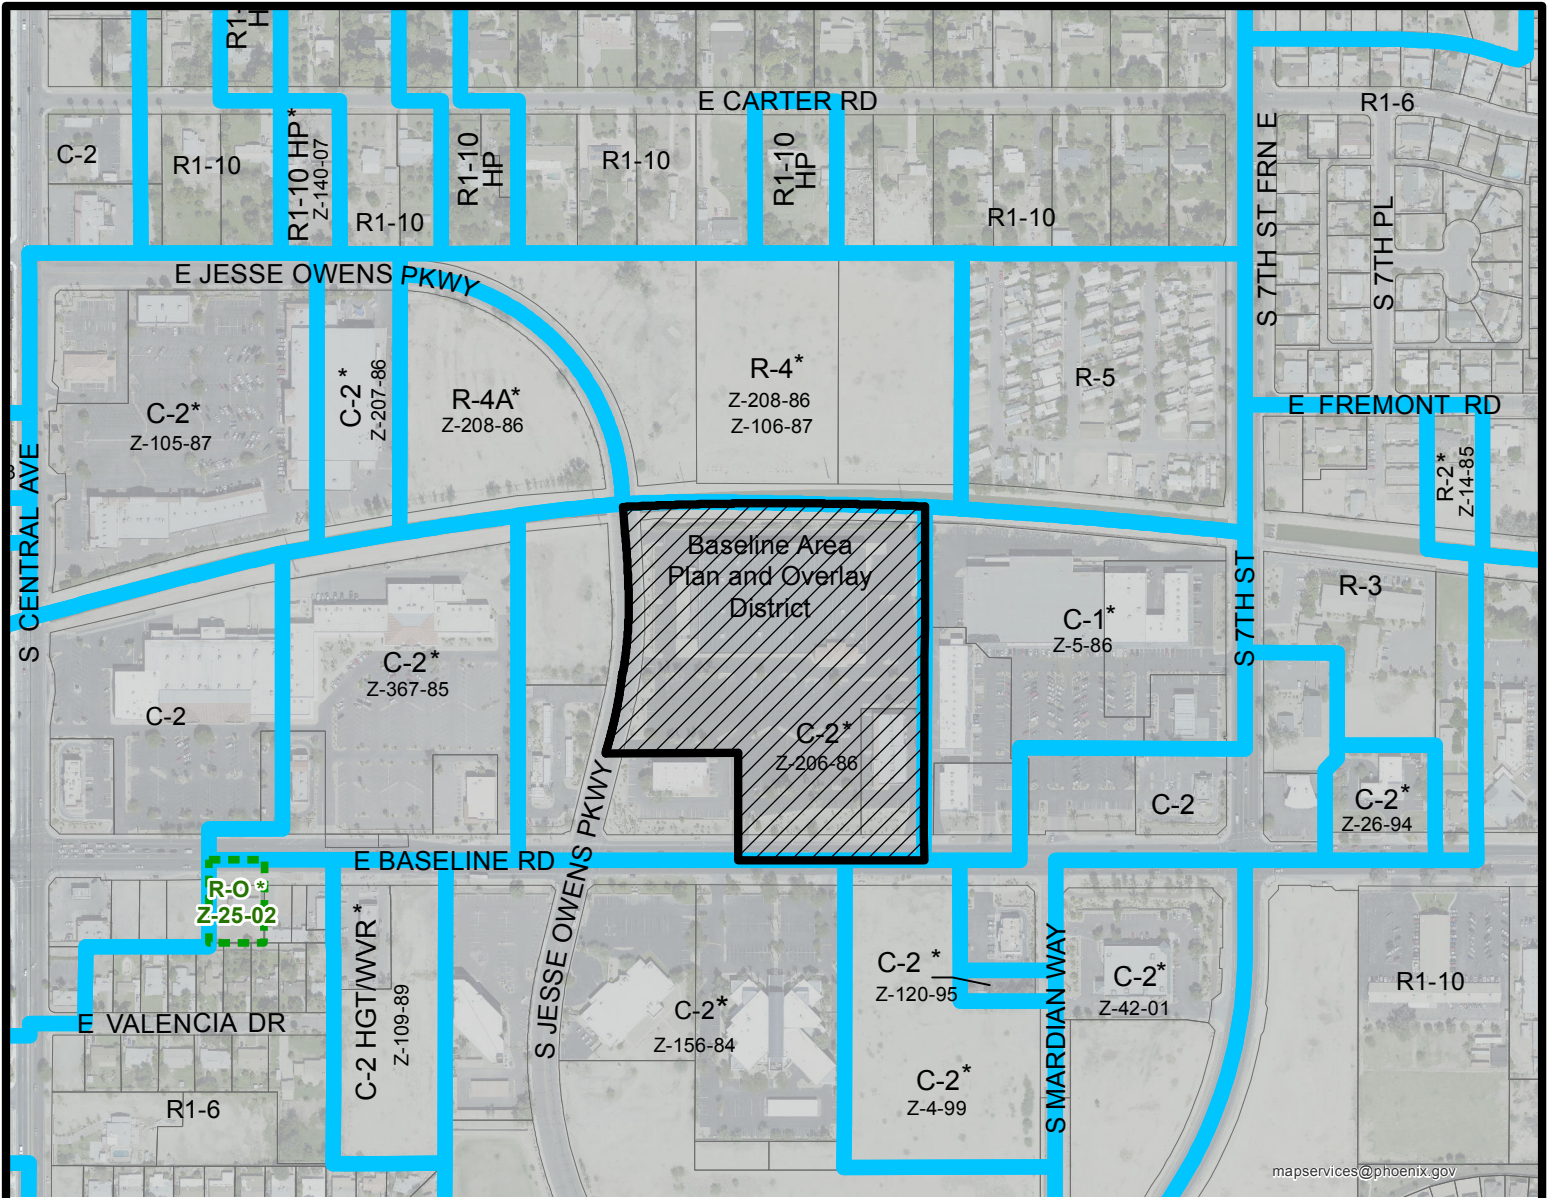 R1-
H
E CARTER RD
R1-6
C-2
R1-10
R1-10 HP*
Z-140-07
R1-10
R1-10
HP
R1-10
R1-10
HP
R1-10
S 7TH ST FRN E
S 7TH PL
E JESSE OWENS PKWY
C-2*
Z-105-87
C-2*
Z-207-86
R-4A*
Z-208-86
R-4*
Z-208-86
Z-106-87
R-5
E FREMONT RD
R-2*
Z-14-85
S CENTRAL AVE
Baseline Area
Plan and Overlay
District
C-2*
Z-206-86
C-2
C-2*
Z-367-85
C-1*
Z-5-86
S 7TH ST
R-3
C-2
C-2*
Z-26-94
E BASELINE RD
S JESSE OWENS PKWY
R-O *
Z-25-02
C-2 HGT/WVR*
Z-109-89
S JESSE OWENS PKWY
C-2*
Z-156-84
C-2 *
Z-120-95
C-2*
Z-4-99
S MARDIAN WAY
C-2*
Z-42-01
R1-10
E VALENCIA DR
R1-6
mapservices@phoenix.gov